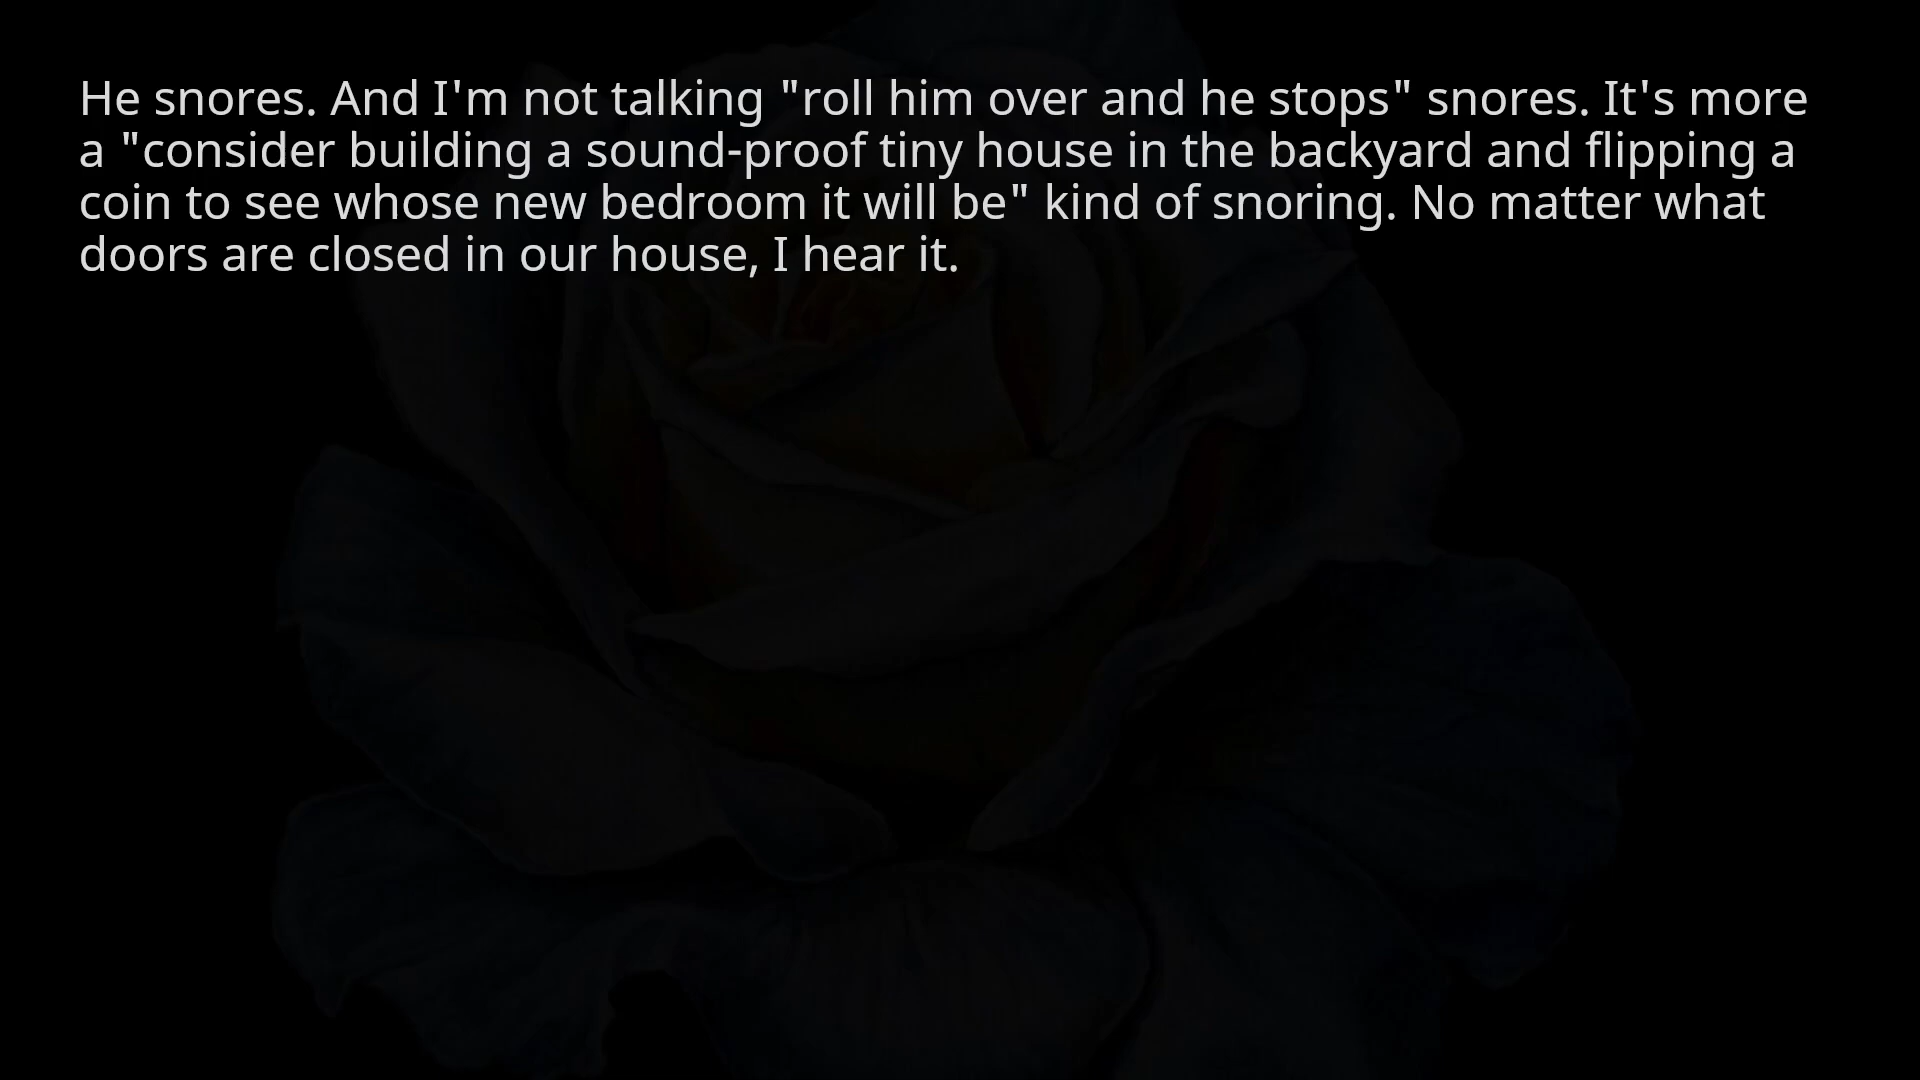 He snores. And I'm not talking "roll him over and he stops" snores. It's more
a "consider building a sound-proof tiny house in the backyard and flipping a
coin to see whose new bedroom it will be" kind of snoring. No matter what
doors are closed in our house, I hear it.